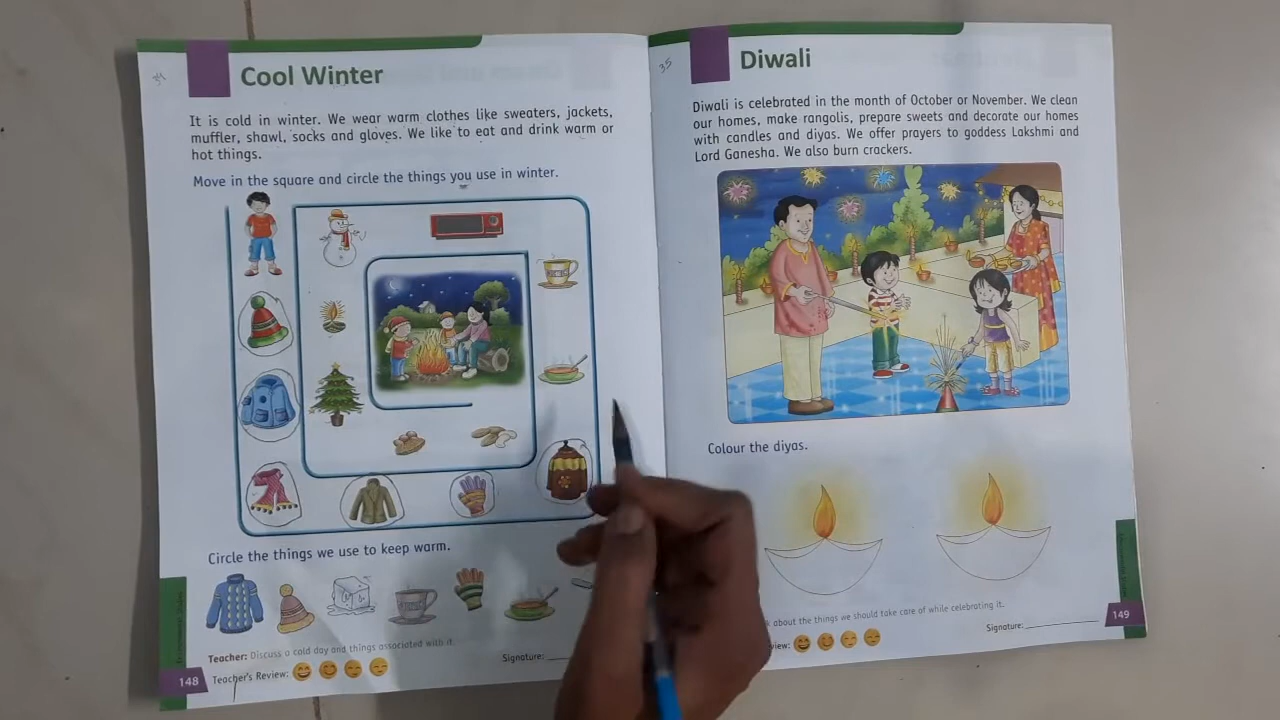 34
Cool Winter
It is cold in winter. We wear warm clothes like sweaters, jackets,
muffler, shawl, socks and gloves. We like to eat and drink warm or
hot things.
Move in the square and circle the things you use in winter.
Circle the things we use to keep warm.
Teacher: Discuss a cold day and things associated with it.
Teacher's Review:
Signature:
148
35
Diwali
Diwali is celebrated in the month of October or November. We clean
our homes, make rangolis, prepare sweets and decorate our homes
with candles and diyas. We offer prayers to goddess Lakshmi and
Lord Ganesha. We also burn crackers.
Colour the diyas.
about the things we should take care of while celebrating it.
Signature:
149